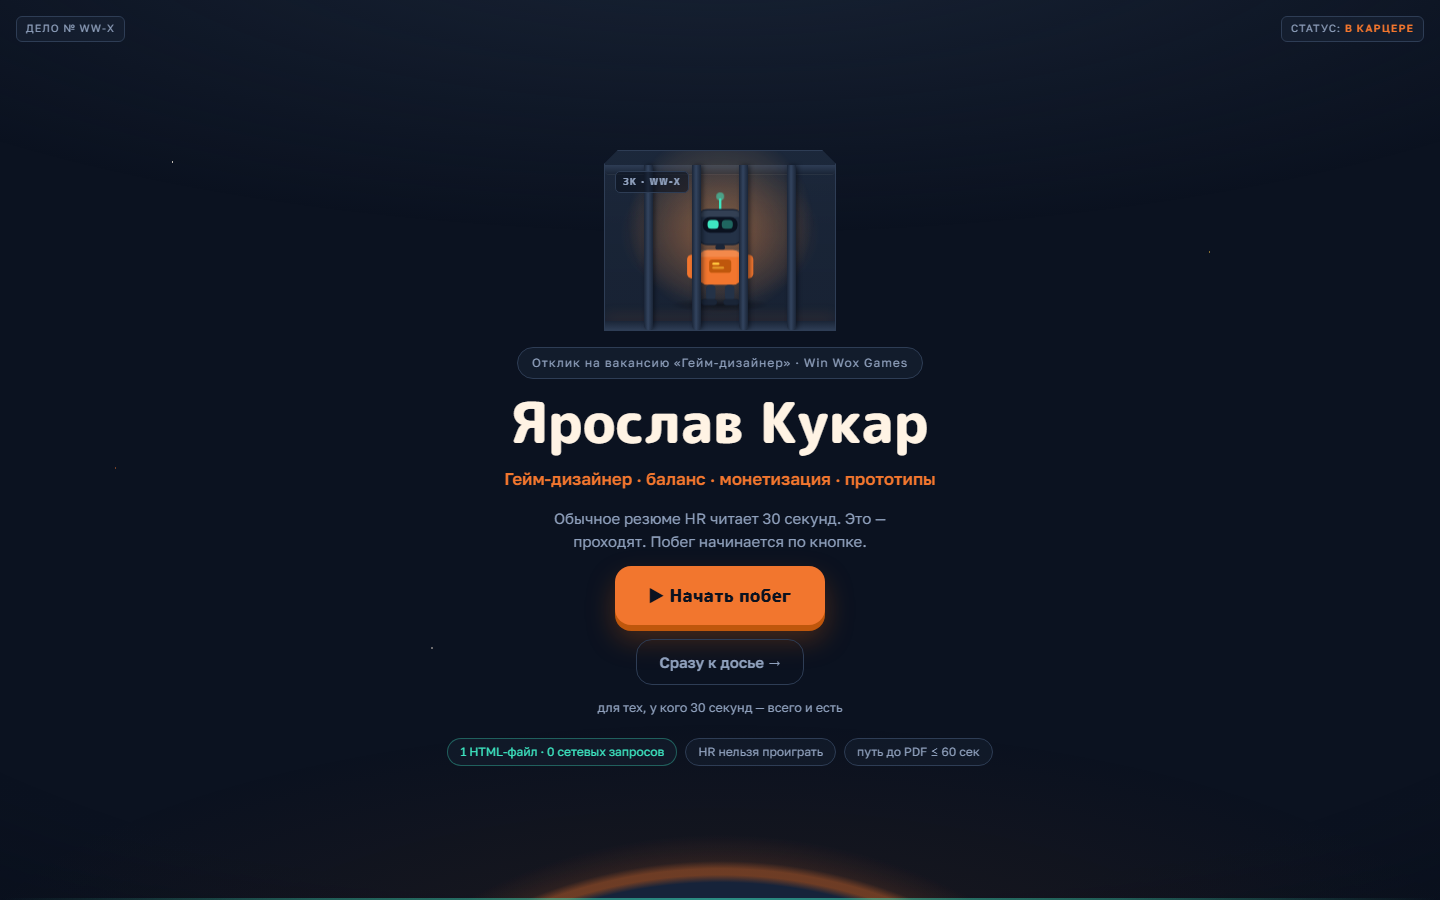 ДЕЛО № WW-X
СТАТУС: В КАРЦЕРЕ
ЗК · WW-X
Отклик на вакансию «Гейм-дизайнер» · Win Wox Games
Ярослав Кукар
Гейм-дизайнер · баланс · монетизация · прототипы
Обычное резюме HR читает 30 секунд. Это —
проходят. Побег начинается по кнопке.
▶ Начать побег
Сразу к досье →
для тех, у кого 30 секунд — всего и есть
1 HTML-файл · 0 сетевых запросов
HR нельзя проиграть
путь до PDF ≤ 60 сек